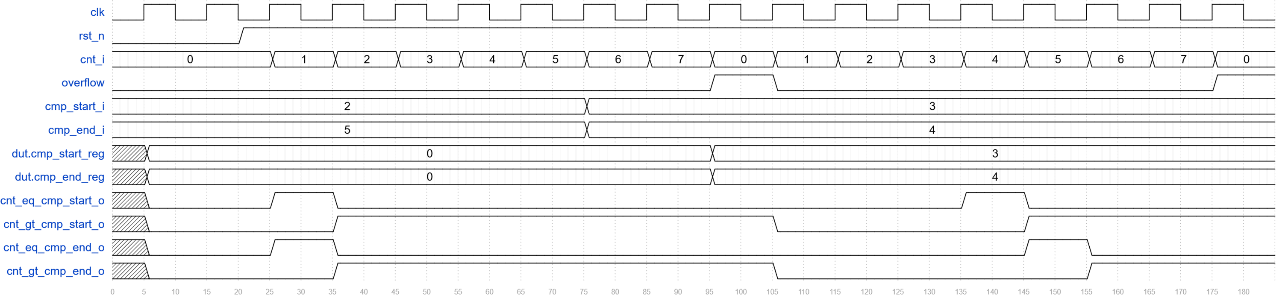 clk
rst_n
cnt_i 0 1 2 3 4 5 6 7 0 1 2 3 4 5 6 7 0
overflow
cmp_start_i 2 3
cmp_end_i 5 4
dut.cmp_start_reg 0 3
dut.cmp_end_reg 0 4
cnt_eq_cmp_start_o
cnt_gt_cmp_start_o
cnt_eq_cmp_end_o
cnt_gt_cmp_end_o
0 5 10 15 20 25 30 35 40 45 50 55 60 65 70 75 80 85 90 95 100 105 110 115 120 125 130 135 140 145 150 155 160 165 170 175 180